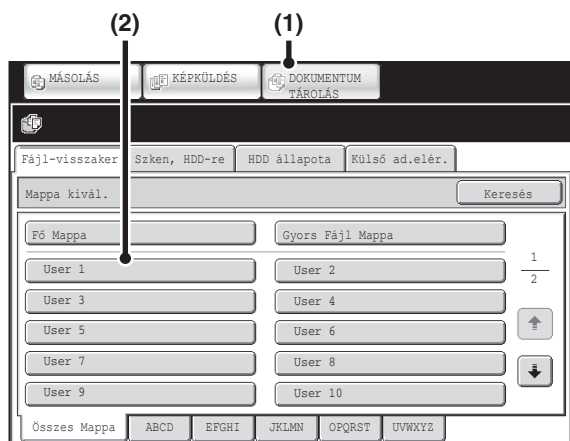 (2) (1)
MÁSOLÁS KÉPKÜLDÉS DOKUMENTUM
TÁROLÁS
Fájl-visszaker Szken, HDD-re HDD állapota Külső ad.elér.
Mappa kivál. Keresés
Fő Mappa Gyors Fájl Mappa
User 1 User 2
1
2
User 3 User 4
User 5 User 6
User 7 User 8
User 9 User 10
Összes Mappa ABCD EFGHI JKLMN OPQRST UVWXYZ